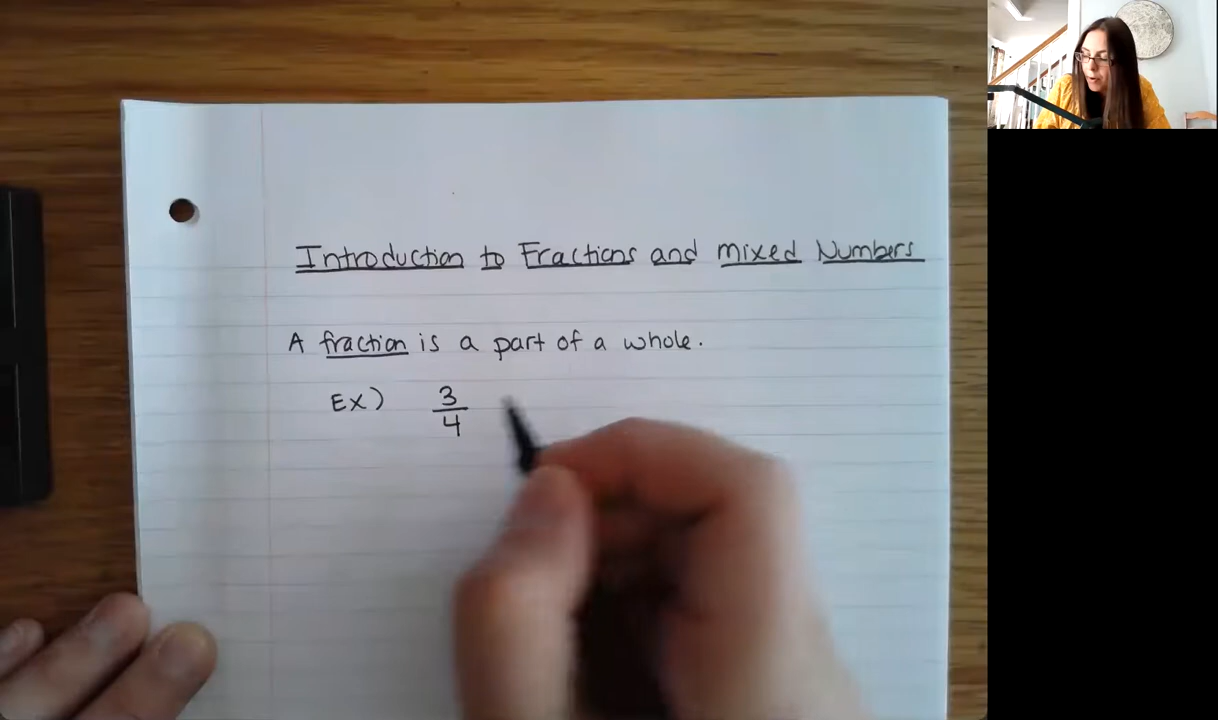 Introduction to Fractions and mixed Numbers
A fraction is a part of a whole.
Ex) 3/4